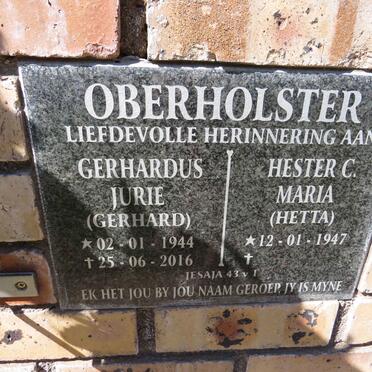 OBERHOLSTER
LIEFDEVOLLE HERINNERING AAN
GERHARDUS
JURIE
(GERHARD)
★02-01-1944
✝25-06-2016
HESTER C.
MARIA
(HETTA)
★12-01-1947
✝
JESAJA 43 v 1
EK HET JOU BY JOU NAAM GEROEP, JY IS MYNE